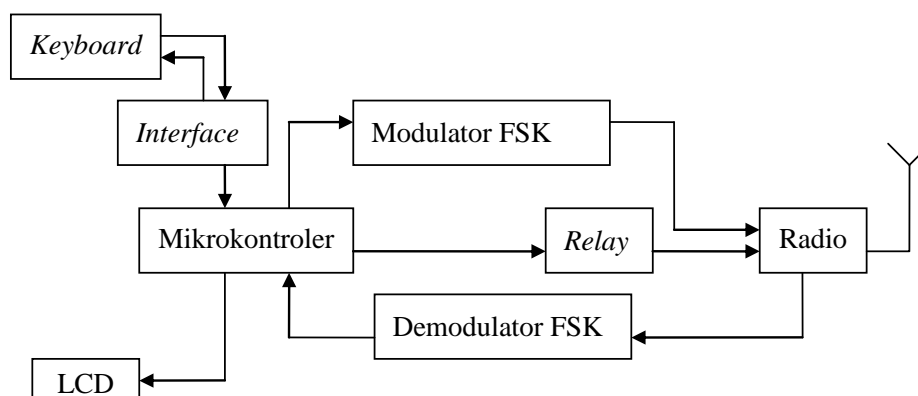 Keyboard
Interface
Modulator FSK
Mikrokontroler
Relay
Radio
Demodulator FSK
LCD